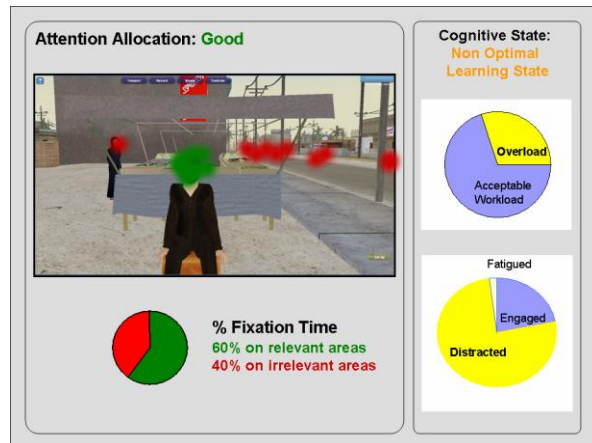 Attention Allocation: Good
% Fixation Time
60% on relevant areas
40% on irrelevant areas
Cognitive State:
Non Optimal
Learning State
Overload
Acceptable
Workload
Fatigued
Engaged
Distracted